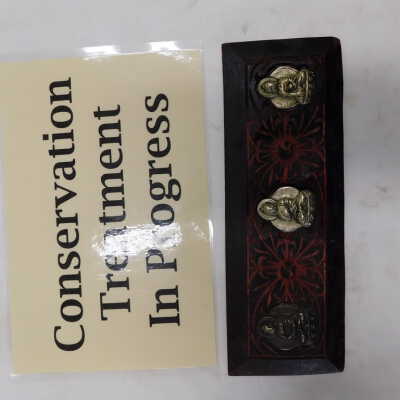 Conservation
Treatment
In Progress